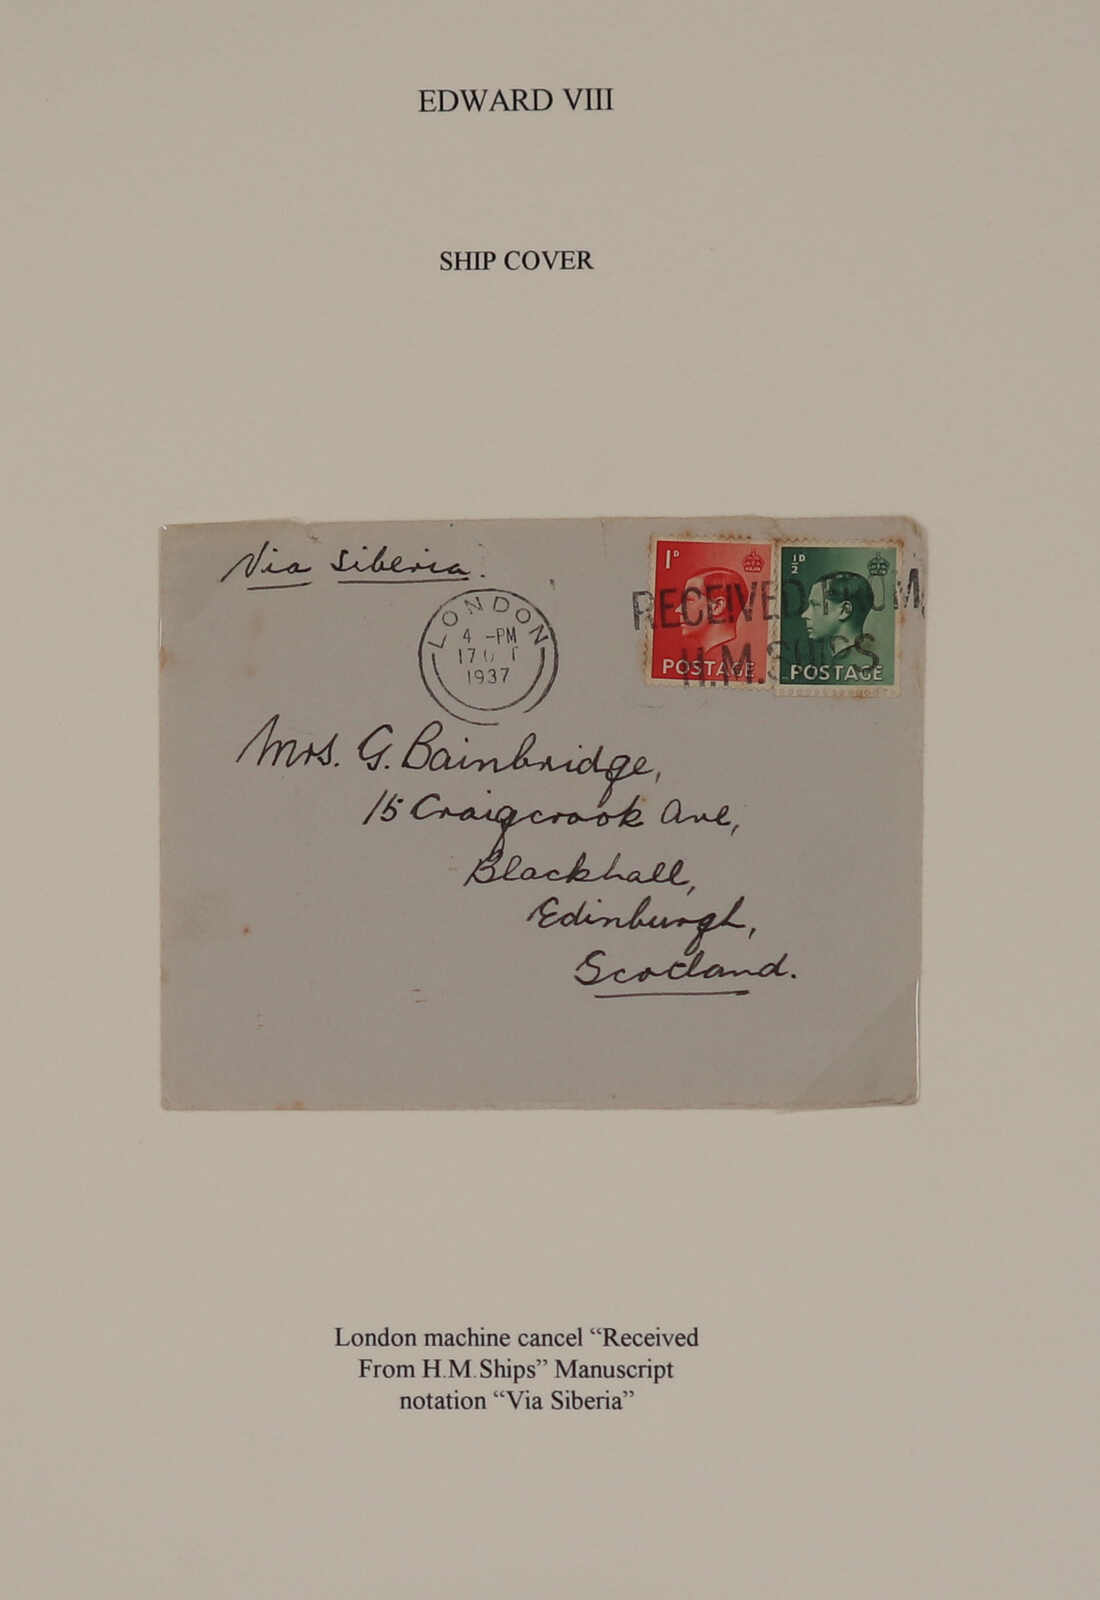 EDWARD VIII
SHIP COVER
Via Siberia.
1D
½D
RECEIVED FROM
H.M.SHIPS
POSTAGE
POSTAGE
LONDON
4 -PM
17
1937
Mrs. G. Bainbridge,
15 Craigcrook Ave,
Blackhall,
Edinburgh,
Scotland.
London machine cancel “Received
From H.M.Ships” Manuscript
notation “Via Siberia”